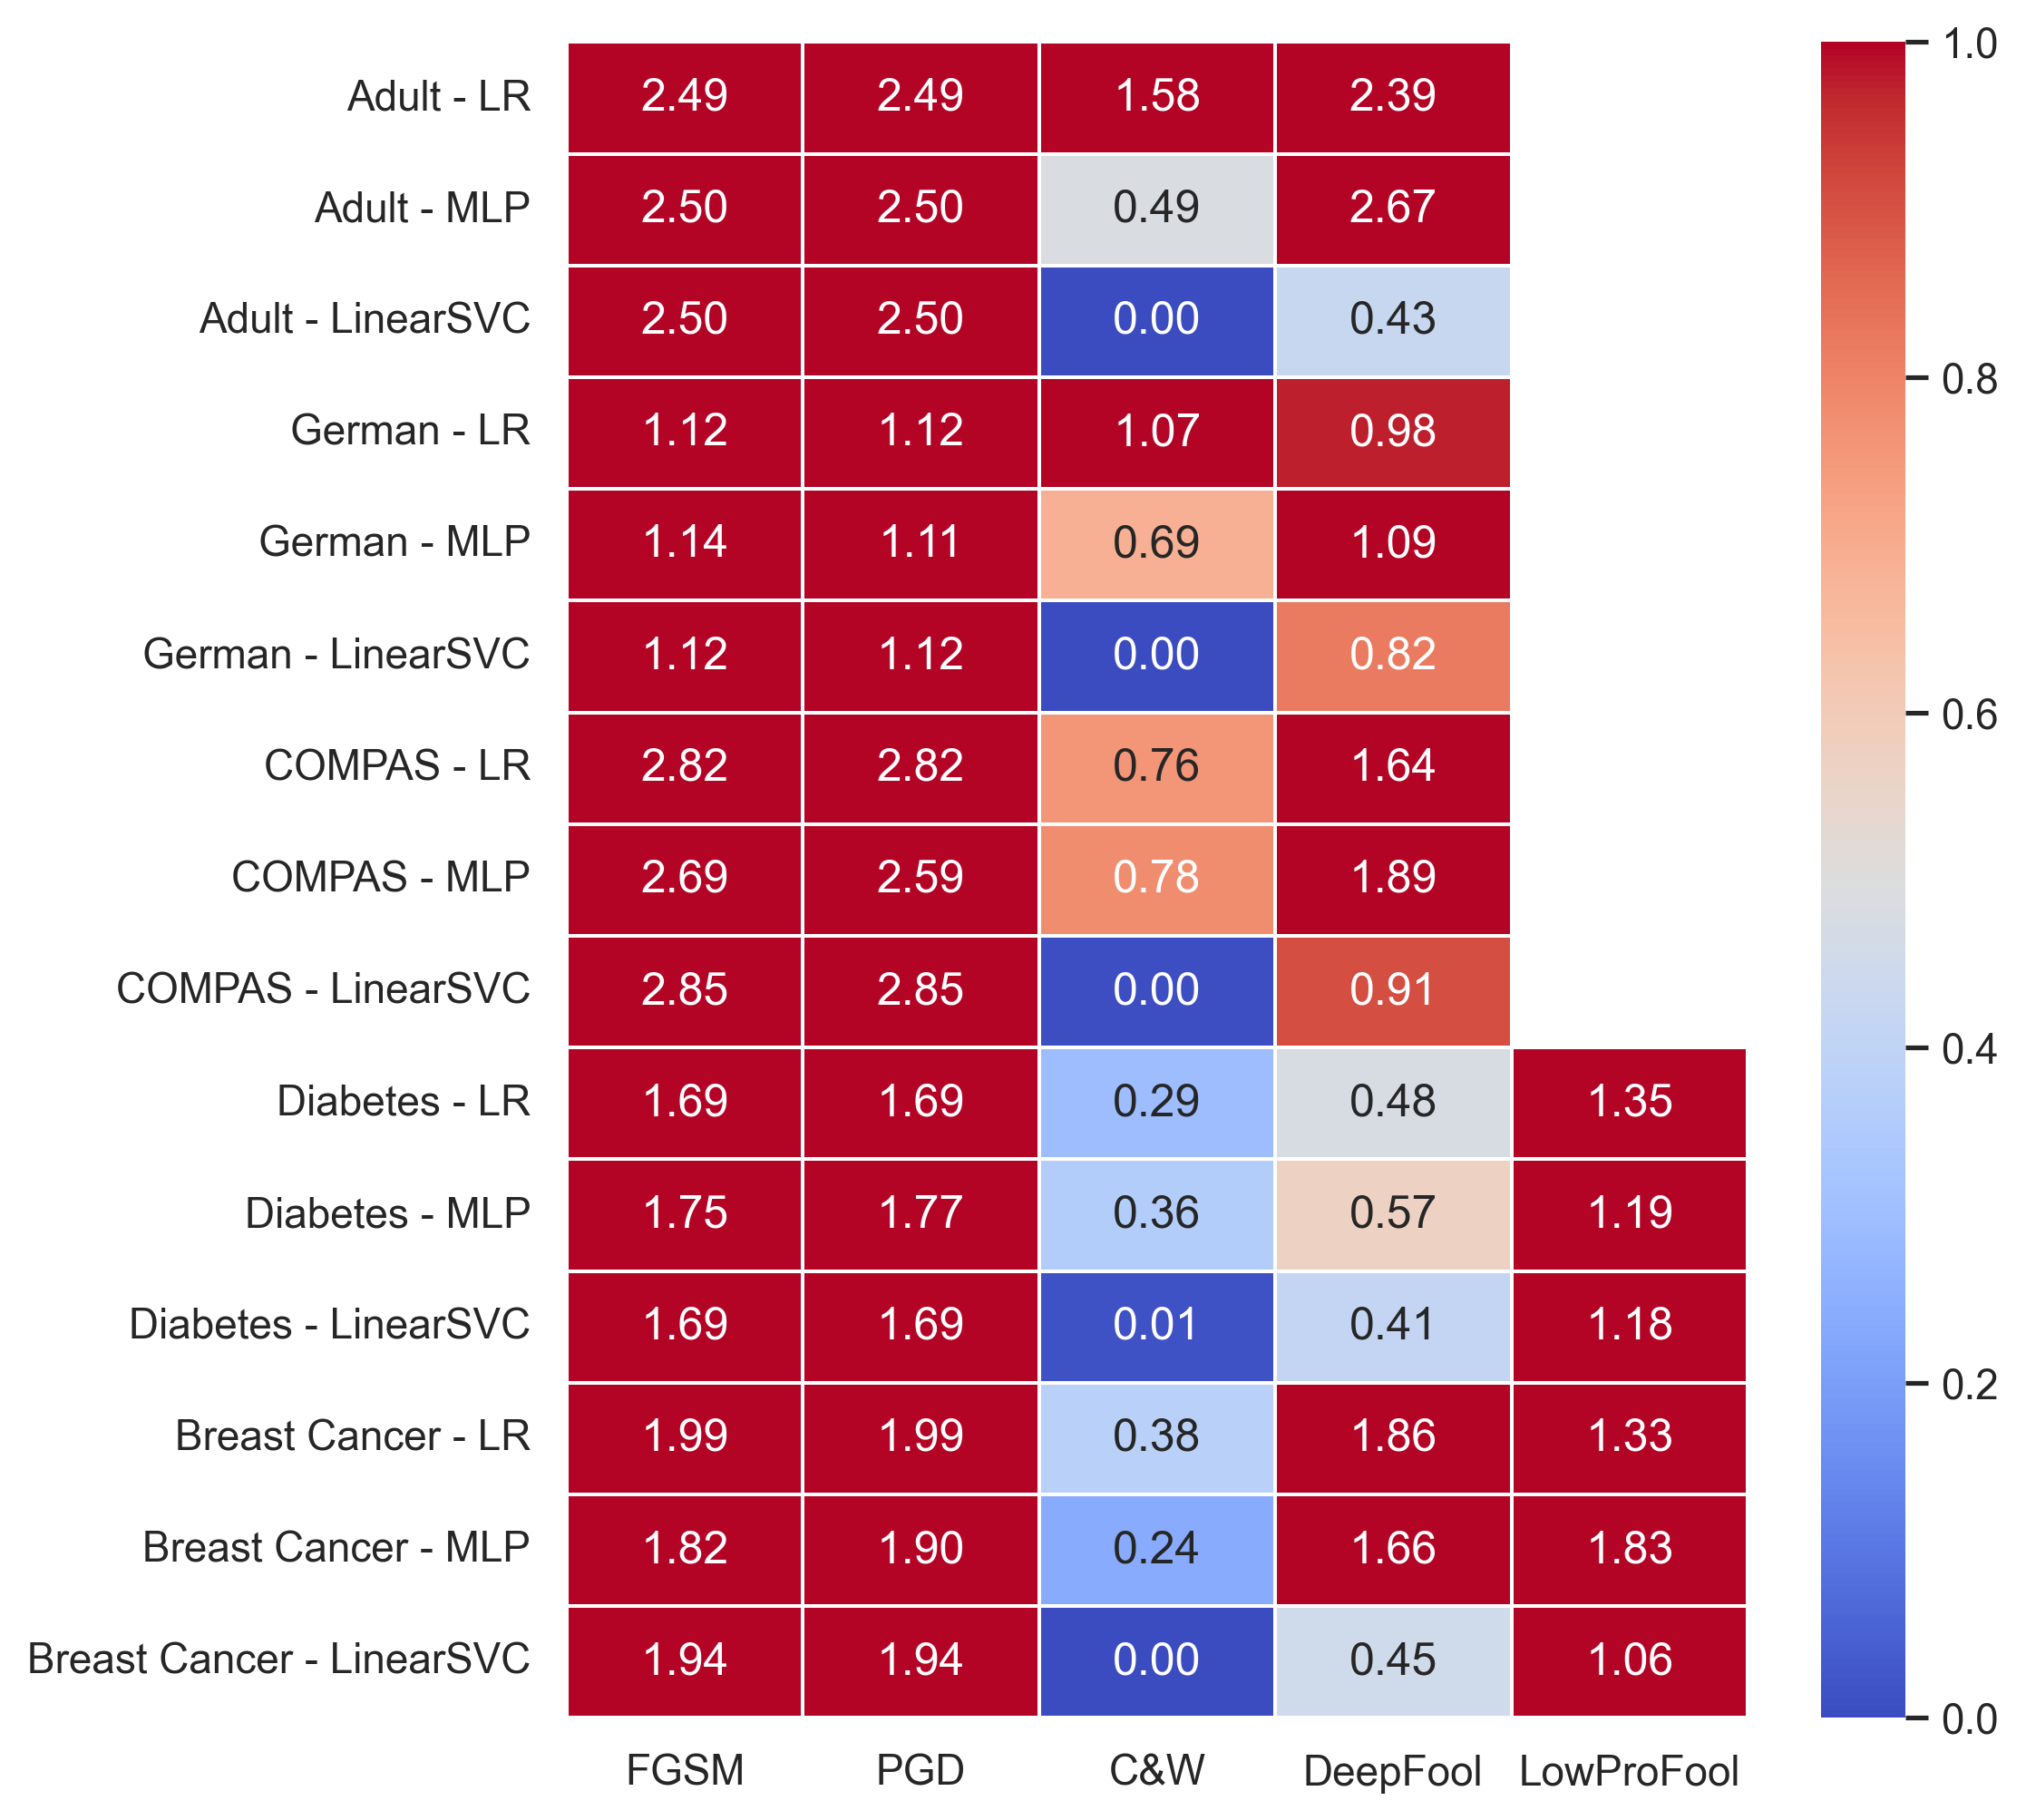 Adult - LR 2.49 2.49 1.58 2.39
Adult - MLP 2.50 2.50 0.49 2.67
Adult - LinearSVC 2.50 2.50 0.00 0.43
German - LR 1.12 1.12 1.07 0.98
German - MLP 1.14 1.11 0.69 1.09
German - LinearSVC 1.12 1.12 0.00 0.82
COMPAS - LR 2.82 2.82 0.76 1.64
COMPAS - MLP 2.69 2.59 0.78 1.89
COMPAS - LinearSVC 2.85 2.85 0.00 0.91
Diabetes - LR 1.69 1.69 0.29 0.48 1.35
Diabetes - MLP 1.75 1.77 0.36 0.57 1.19
Diabetes - LinearSVC 1.69 1.69 0.01 0.41 1.18
Breast Cancer - LR 1.99 1.99 0.38 1.86 1.33
Breast Cancer - MLP 1.82 1.90 0.24 1.66 1.83
Breast Cancer - LinearSVC 1.94 1.94 0.00 0.45 1.06
FGSM PGD C&W DeepFool LowProFool
1.0
0.8
0.6
0.4
0.2
0.0